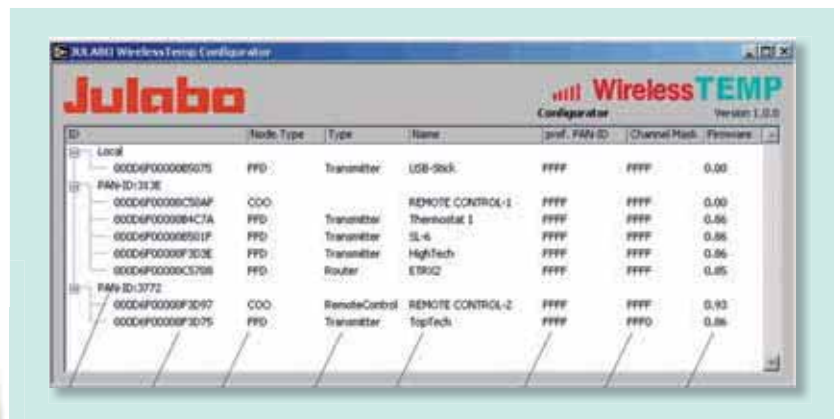 JULABO WirelessTemp Configurator
Julabo
WirelessTEMP
Configurator Version 1.0.0
ID Node Type Type Name pref. PAN-ID Channel Mask Firmware
Local
000D6F00000B5075 FFD Transmitter USB-Stick FFFF FFFF 0.00
PAN-ID:313E
000D6F00000C50AF COO REMOTE CONTROL-1 FFFF FFFF 0.00
000D6F00000B4C7A FFD Transmitter Thermostat 1 FFFF FFFF 0.86
000D6F00000B501F FFD Transmitter SL-6 FFFF FFFF 0.86
000D6F00000F3D3E FFD Transmitter HighTech FFFF FFFF 0.86
000D6F00000C57B8 FFD Router ETRX2 FFFF FFFF 0.85
PAN-ID:3772
000D6F00000F3D97 COO RemoteControl REMOTE CONTROL-2 FFFF FFFF 0.93
000D6F00000F3D75 FFD Transmitter TopTech FFFF FFFD 0.86